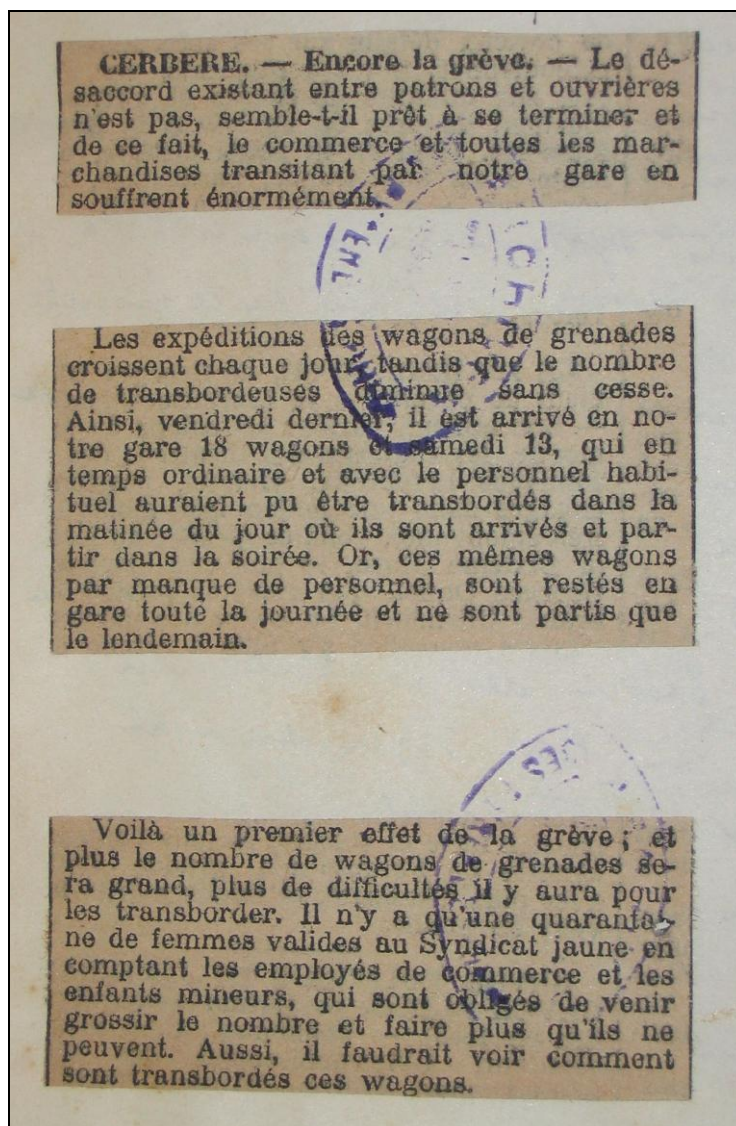 CERBERE. — Encore la grève. — Le dé-
saccord existant entre patrons et ouvrières
n'est pas, semble-t-il prêt à se terminer et
de ce fait, le commerce et toutes les mar-
chandises transitant par notre gare en
souffrent énormément.
Les expéditions des wagons de grenades
croissent chaque jour, tandis que le nombre
de transbordeuses diminue sans cesse.
Ainsi, vendredi dernier, il est arrivé en no-
tre gare 18 wagons et samedi 13, qui en
temps ordinaire et avec le personnel habi-
tuel auraient pu être transbordés dans la
matinée du jour où ils sont arrivés et par-
tir dans la soirée. Or, ces mêmes wagons
par manque de personnel, sont restés en
gare toute la journée et ne sont partis que
le lendemain.
Voilà un premier effet de la grève ; et
plus le nombre de wagons de grenades se-
ra grand, plus de difficultés il y aura pour
les transborder. Il n'y a qu'une quarantai-
ne de femmes valides au Syndicat jaune en
comptant les employés de commerce et les
enfants mineurs, qui sont obligés de venir
grossir le nombre et faire plus qu'ils ne
peuvent. Aussi, il faudrait voir comment
sont transbordés ces wagons.